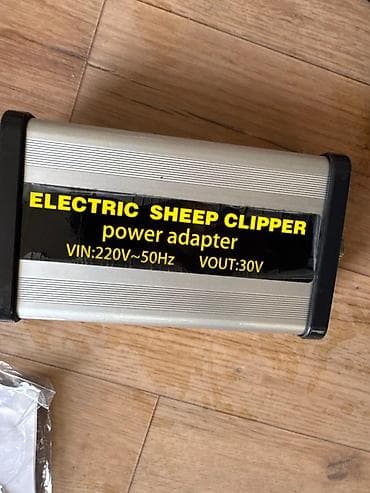 ELECTRIC SHEEP CLIPPER
power adapter
VIN:220V~50Hz VOUT:30V